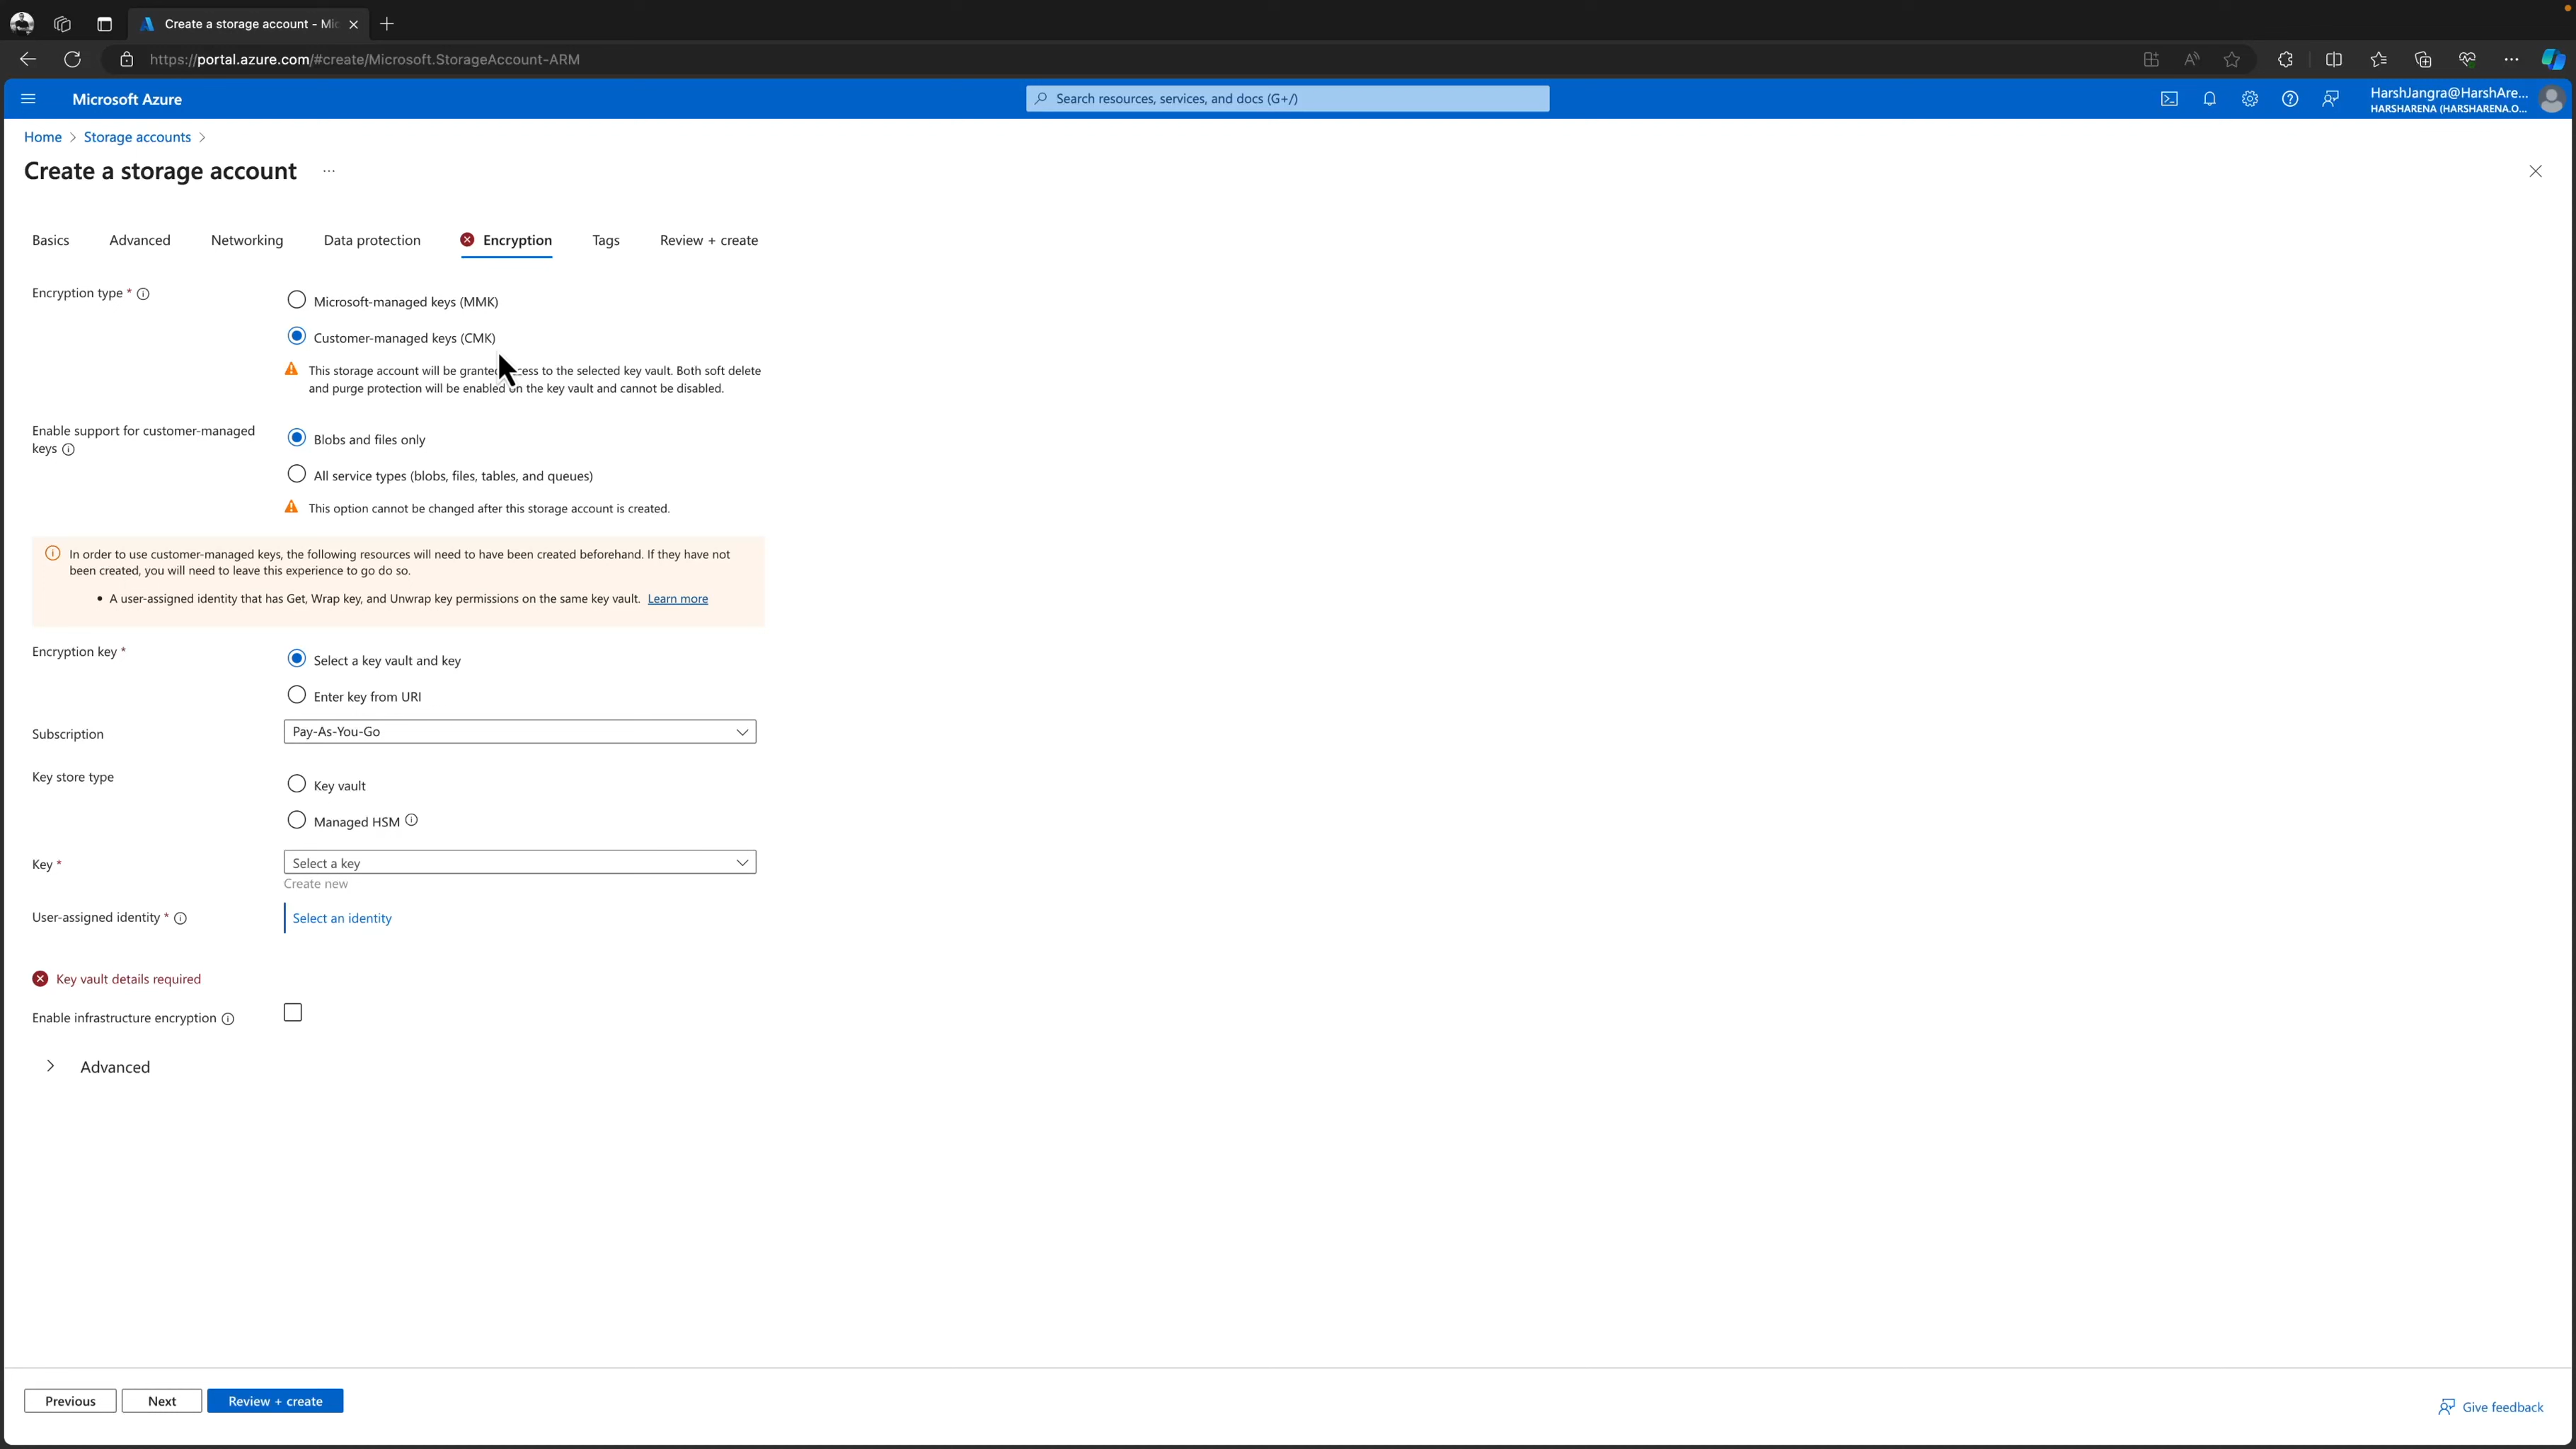 Create a storage account - Mic
https://portal.azure.com/#create/Microsoft.StorageAccount-ARM
Microsoft Azure
Search resources, services, and docs (G+/)
HarshJangra@HarshAre...
HARSHARENA (HARSHARENA.O...
Home > Storage accounts >
Create a storage account ...
Basics Advanced Networking Data protection Encryption Tags Review + create
Encryption type *
Microsoft-managed keys (MMK)
Customer-managed keys (CMK)
This storage account will be granted to the selected key vault. Both soft delete
and purge protection will be enabled on the key vault and cannot be disabled.
Enable support for customer-managed
keys
Blobs and files only
All service types (blobs, files, tables, and queues)
This option cannot be changed after this storage account is created.
In order to use customer-managed keys, the following resources will need to have been created beforehand. If they have not
been created, you will need to leave this experience to go do so.
• A user-assigned identity that has Get, Wrap key, and Unwrap key permissions on the same key vault. Learn more
Encryption key *
Select a key vault and key
Enter key from URI
Subscription
Pay-As-You-Go
Key store type
Key vault
Managed HSM
Key *
Select a key
Create new
User-assigned identity *
Select an identity
Key vault details required
Enable infrastructure encryption
Advanced
Previous
Next
Review + create
Give feedback